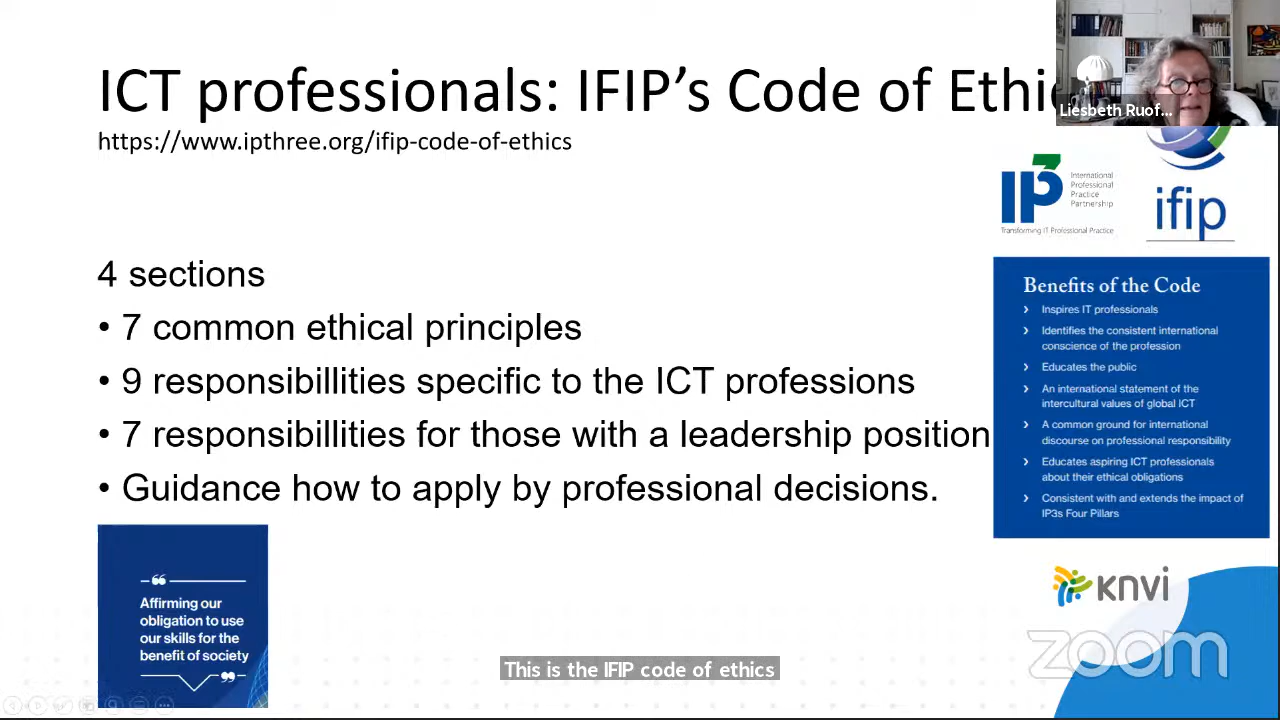 ICT professionals: IFIP's Code of Ethic
https://www.ipthree.org/ifip-code-of-ethics
Liesbeth Ruof...
IP3
International
Professional
Practice
Partnership
Transforming IT Professional Practice
ifip
4 sections
• 7 common ethical principles
• 9 responsibillities specific to the ICT professions
• 7 responsibillities for those with a leadership position
• Guidance how to apply by professional decisions.
Benefits of the Code
› Inspires IT professionals
› Identifies the consistent international
conscience of the profession
› Educates the public
› An international statement of the
intercultural values of global ICT
› A common ground for international
discourse on professional responsibility
› Educates aspiring ICT professionals
about their ethical obligations
› Consistent with and extends the impact of
IP3s Four Pillars
“
Affirming our
obligation to use
our skills for the
benefit of society
”
knvi
zoom
This is the IFIP code of ethics